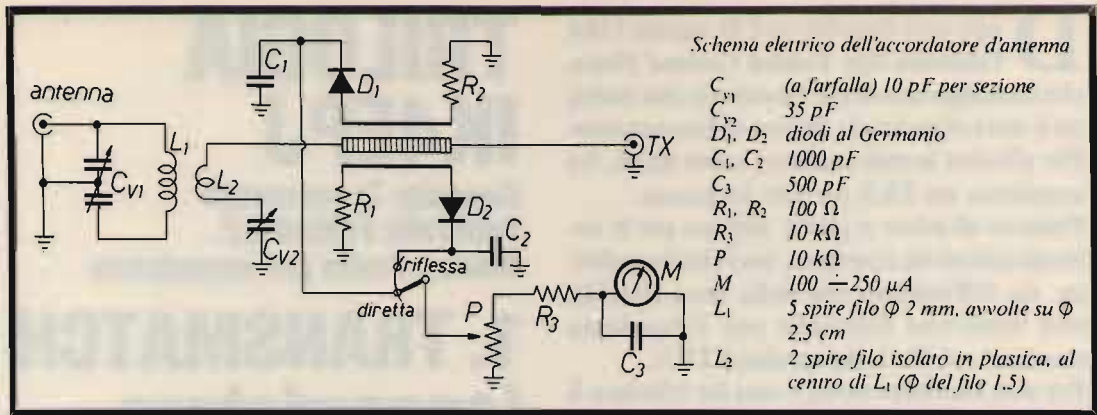 Schema elettrico dell'accordatore d'antenna
Cv1 (a farfalla) 10 pF per sezione
Cv2 35 pF
D1, D2 diodi al Germanio
C1, C2 1000 pF
C3 500 pF
R1, R2 100 Ω
R3 10 kΩ
P 10 kΩ
M 100 ÷ 250 µA
L1 5 spire filo Φ 2 mm, avvolte su Φ
2,5 cm
L2 2 spire filo isolato in plastica, al
centro di L1 (Φ del filo 1.5)
antenna
CV1
L1
L2
CV2
C1
D1
R2
TX
R1
D2
C2
riflessa
diretta
P
R3
M
C3